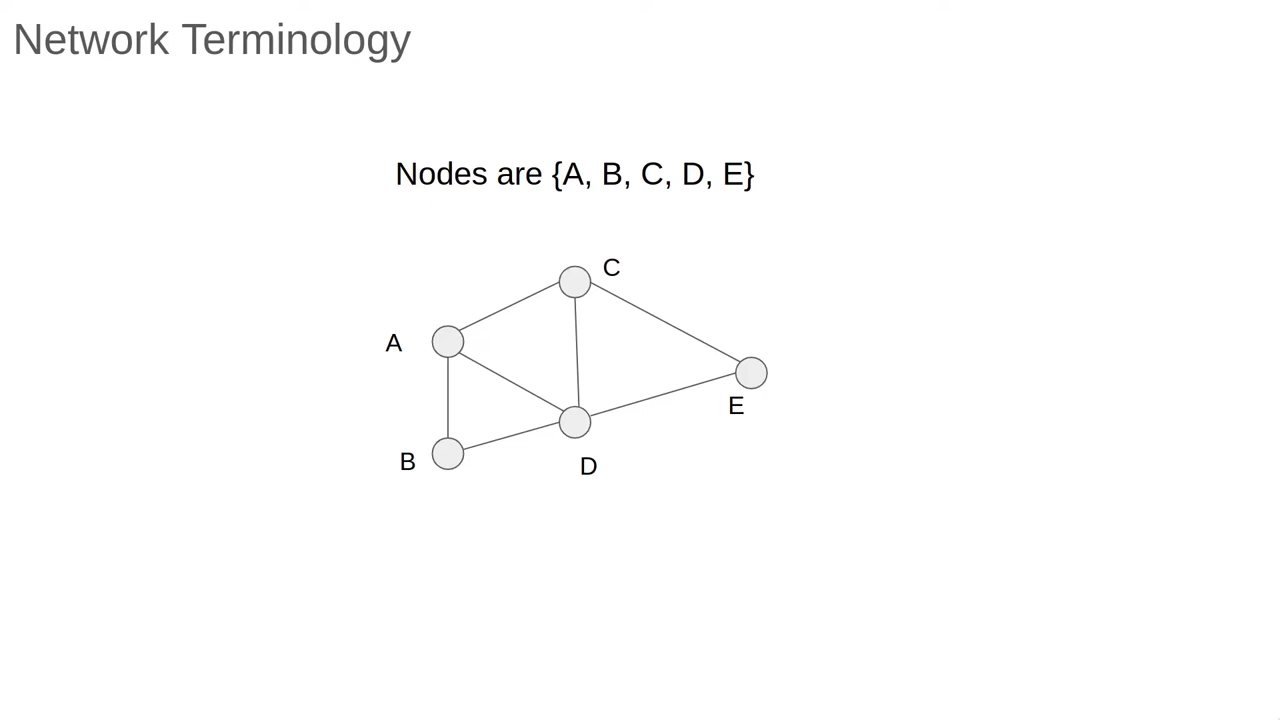 Network Terminology
Nodes are {A, B, C, D, E}
C
A
E
B
D